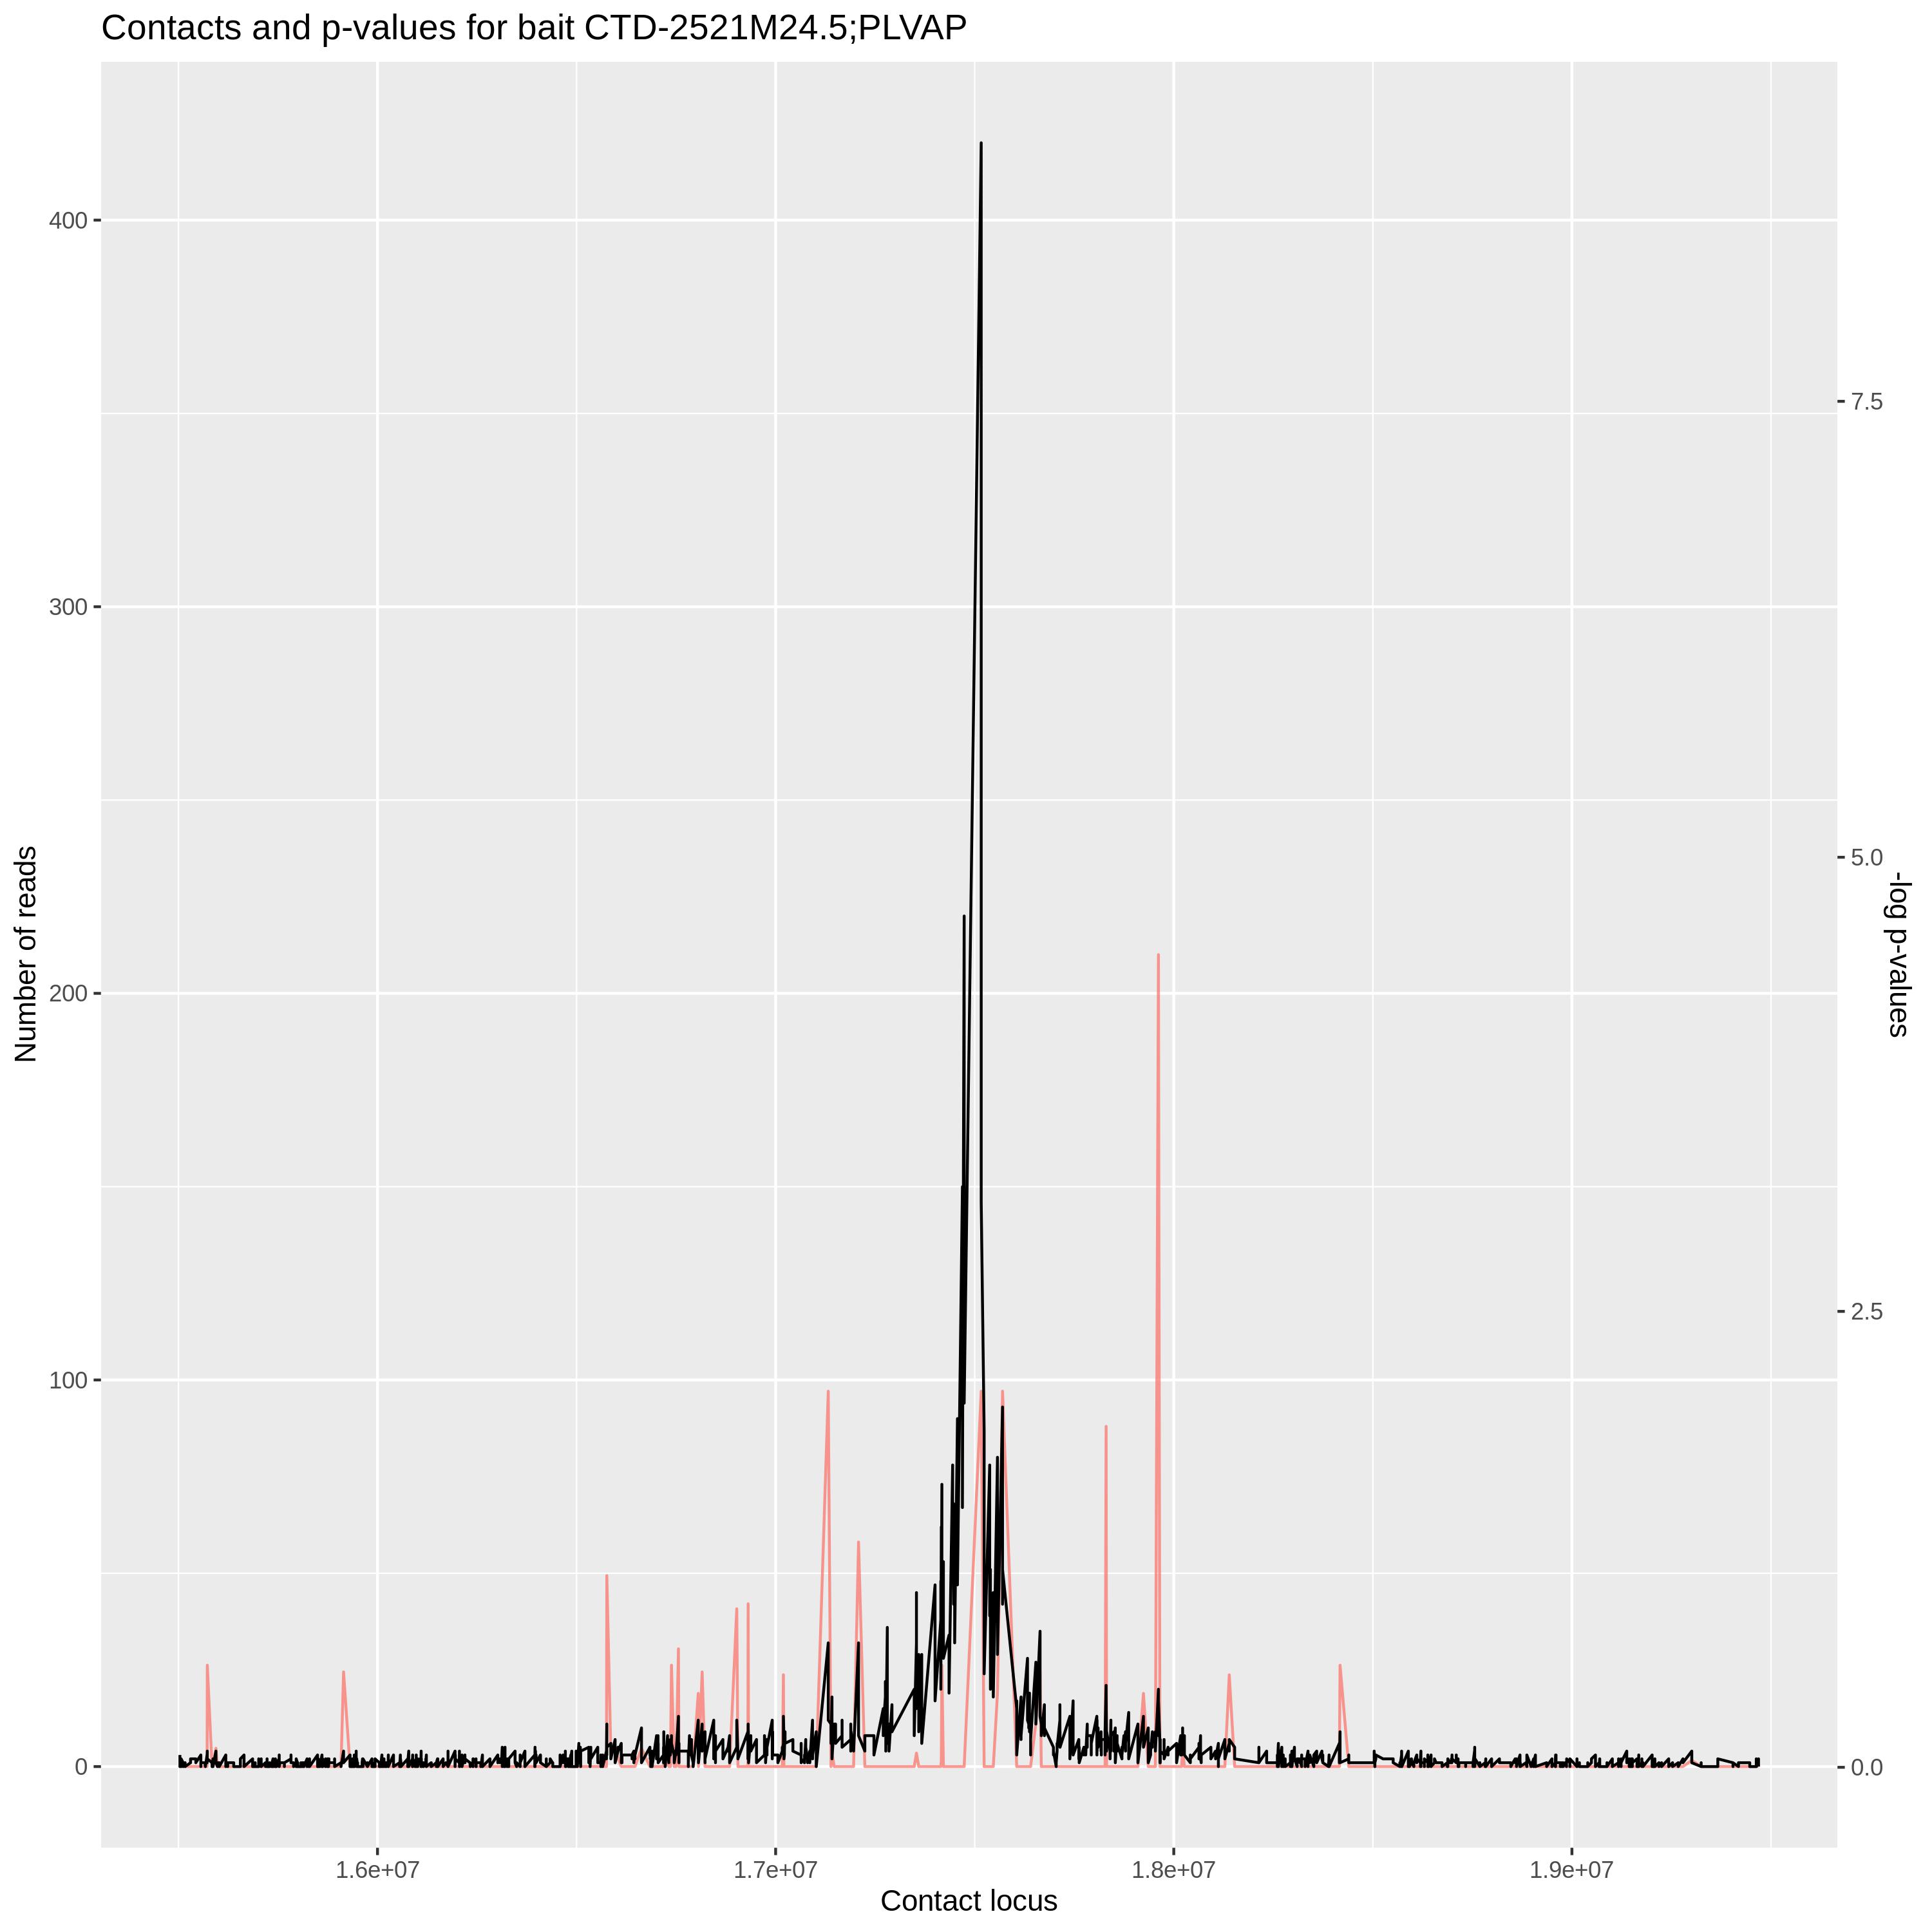 Contacts and p-values for bait CTD-2521M24.5;PLVAP
Number of reads
400
300
200
100
0
7.5
5.0
2.5
0.0
-log p-values
1.6e+07
1.7e+07
1.8e+07
1.9e+07
Contact locus